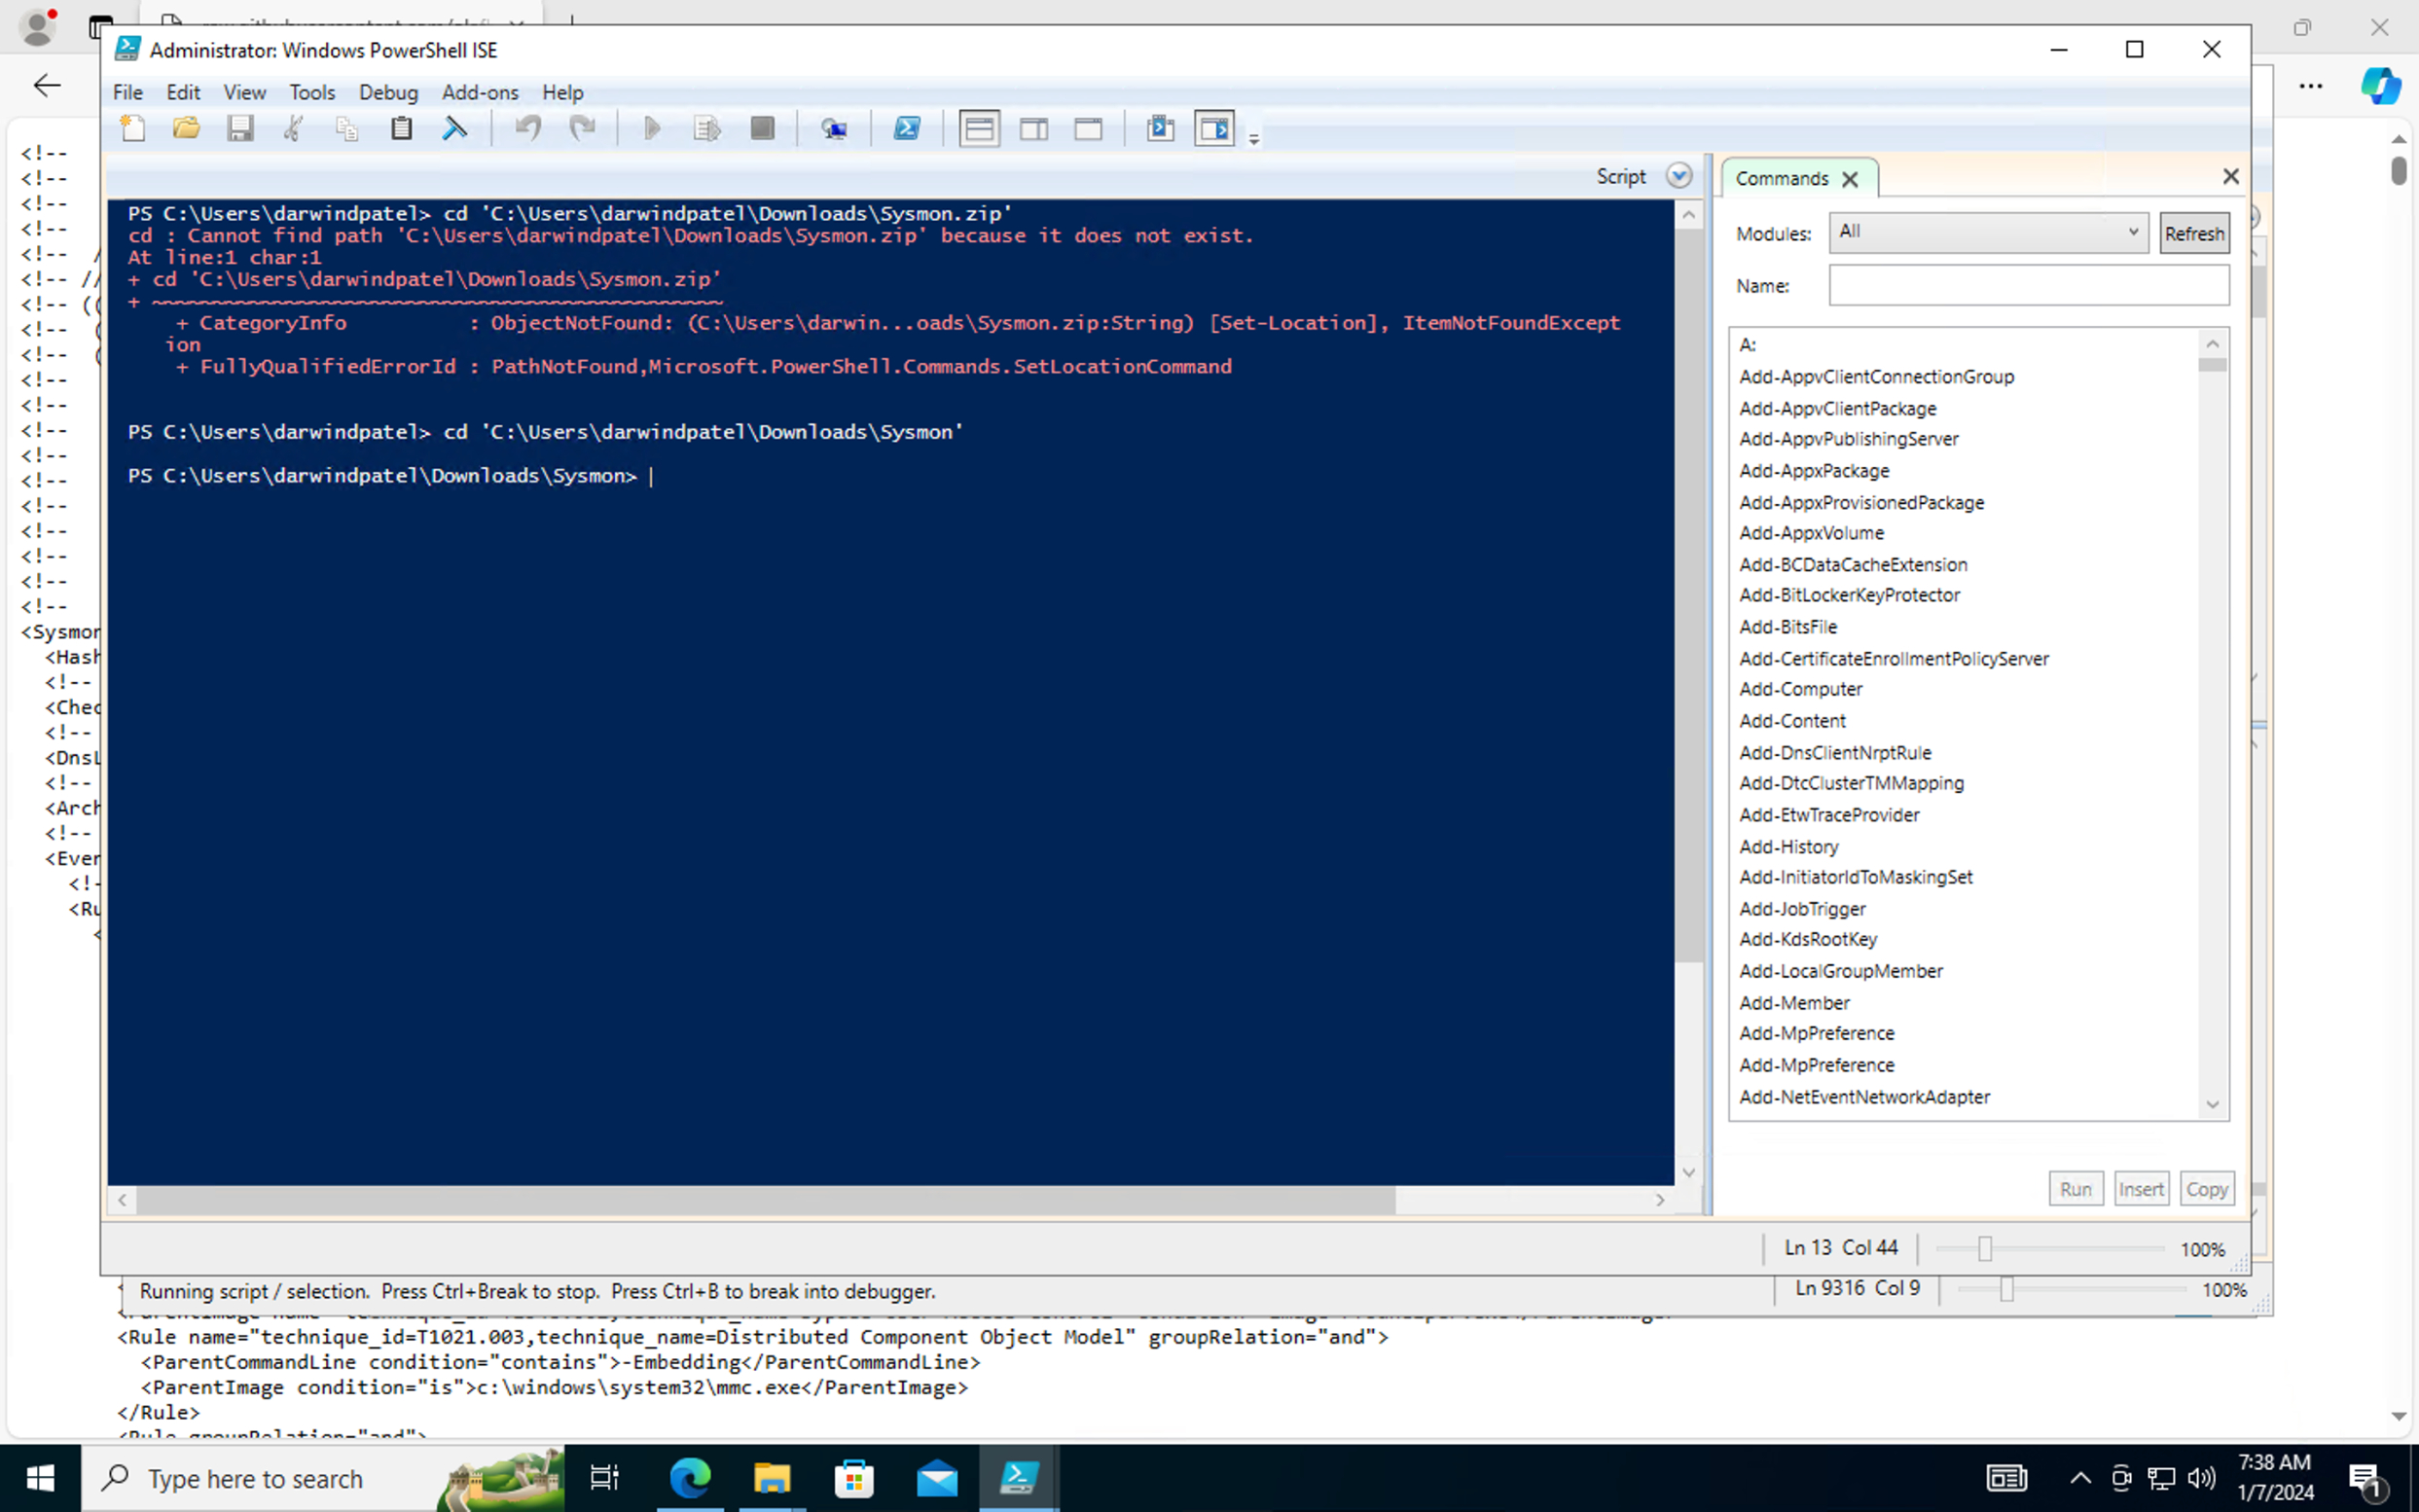 Administrator: Windows PowerShell ISE
File Edit View Tools Debug Add-ons Help
Script
PS C:\Users\darwindpatel> cd 'C:\Users\darwindpatel\Downloads\Sysmon.zip'
cd : Cannot find path 'C:\Users\darwindpatel\Downloads\Sysmon.zip' because it does not exist.
At line:1 char:1
+ cd 'C:\Users\darwindpatel\Downloads\Sysmon.zip'
+ ~~~~~~~~~~~~~~~~~~~~~~~~~~~~~~~~~~~~~~~~~~~~~~~
+ CategoryInfo : ObjectNotFound: (C:\Users\darwin...oads\Sysmon.zip:String) [Set-Location], ItemNotFoundExcept
ion
+ FullyQualifiedErrorId : PathNotFound,Microsoft.PowerShell.Commands.SetLocationCommand
PS C:\Users\darwindpatel> cd 'C:\Users\darwindpatel\Downloads\Sysmon'
PS C:\Users\darwindpatel\Downloads\Sysmon>
Commands
Modules: All Refresh
Name:
A:
Add-AppvClientConnectionGroup
Add-AppvClientPackage
Add-AppvPublishingServer
Add-AppxPackage
Add-AppxProvisionedPackage
Add-AppxVolume
Add-BCDataCacheExtension
Add-BitLockerKeyProtector
Add-BitsFile
Add-CertificateEnrollmentPolicyServer
Add-Computer
Add-Content
Add-DnsClientNrptRule
Add-DtcClusterTMMapping
Add-EtwTraceProvider
Add-History
Add-InitiatorIdToMaskingSet
Add-JobTrigger
Add-KdsRootKey
Add-LocalGroupMember
Add-Member
Add-MpPreference
Add-MpPreference
Add-NetEventNetworkAdapter
Run Insert Copy
Ln 13 Col 44 100%
Running script / selection. Press Ctrl+Break to stop. Press Ctrl+B to break into debugger. Ln 9316 Col 9 100%
<!--
<!--
<!--
<!--
<!-- /
<!-- //
<!-- ((
<!-- (
<!-- (
<!--
<!--
<!--
<!--
<!--
<!--
<!--
<!--
<!--
<!--
<Sysmon
<Hash
<!--
<Chec
<!--
<DnsL
<!--
<Arch
<!--
<Even
<!-
<Ru
<
<Rule name="technique_id=T1021.003,technique_name=Distributed Component Object Model" groupRelation="and">
<ParentCommandLine condition="contains">-Embedding</ParentCommandLine>
<ParentImage condition="is">c:\windows\system32\mmc.exe</ParentImage>
</Rule>
<Rule groupRelation="and">
Type here to search
7:38 AM
1/7/2024
1